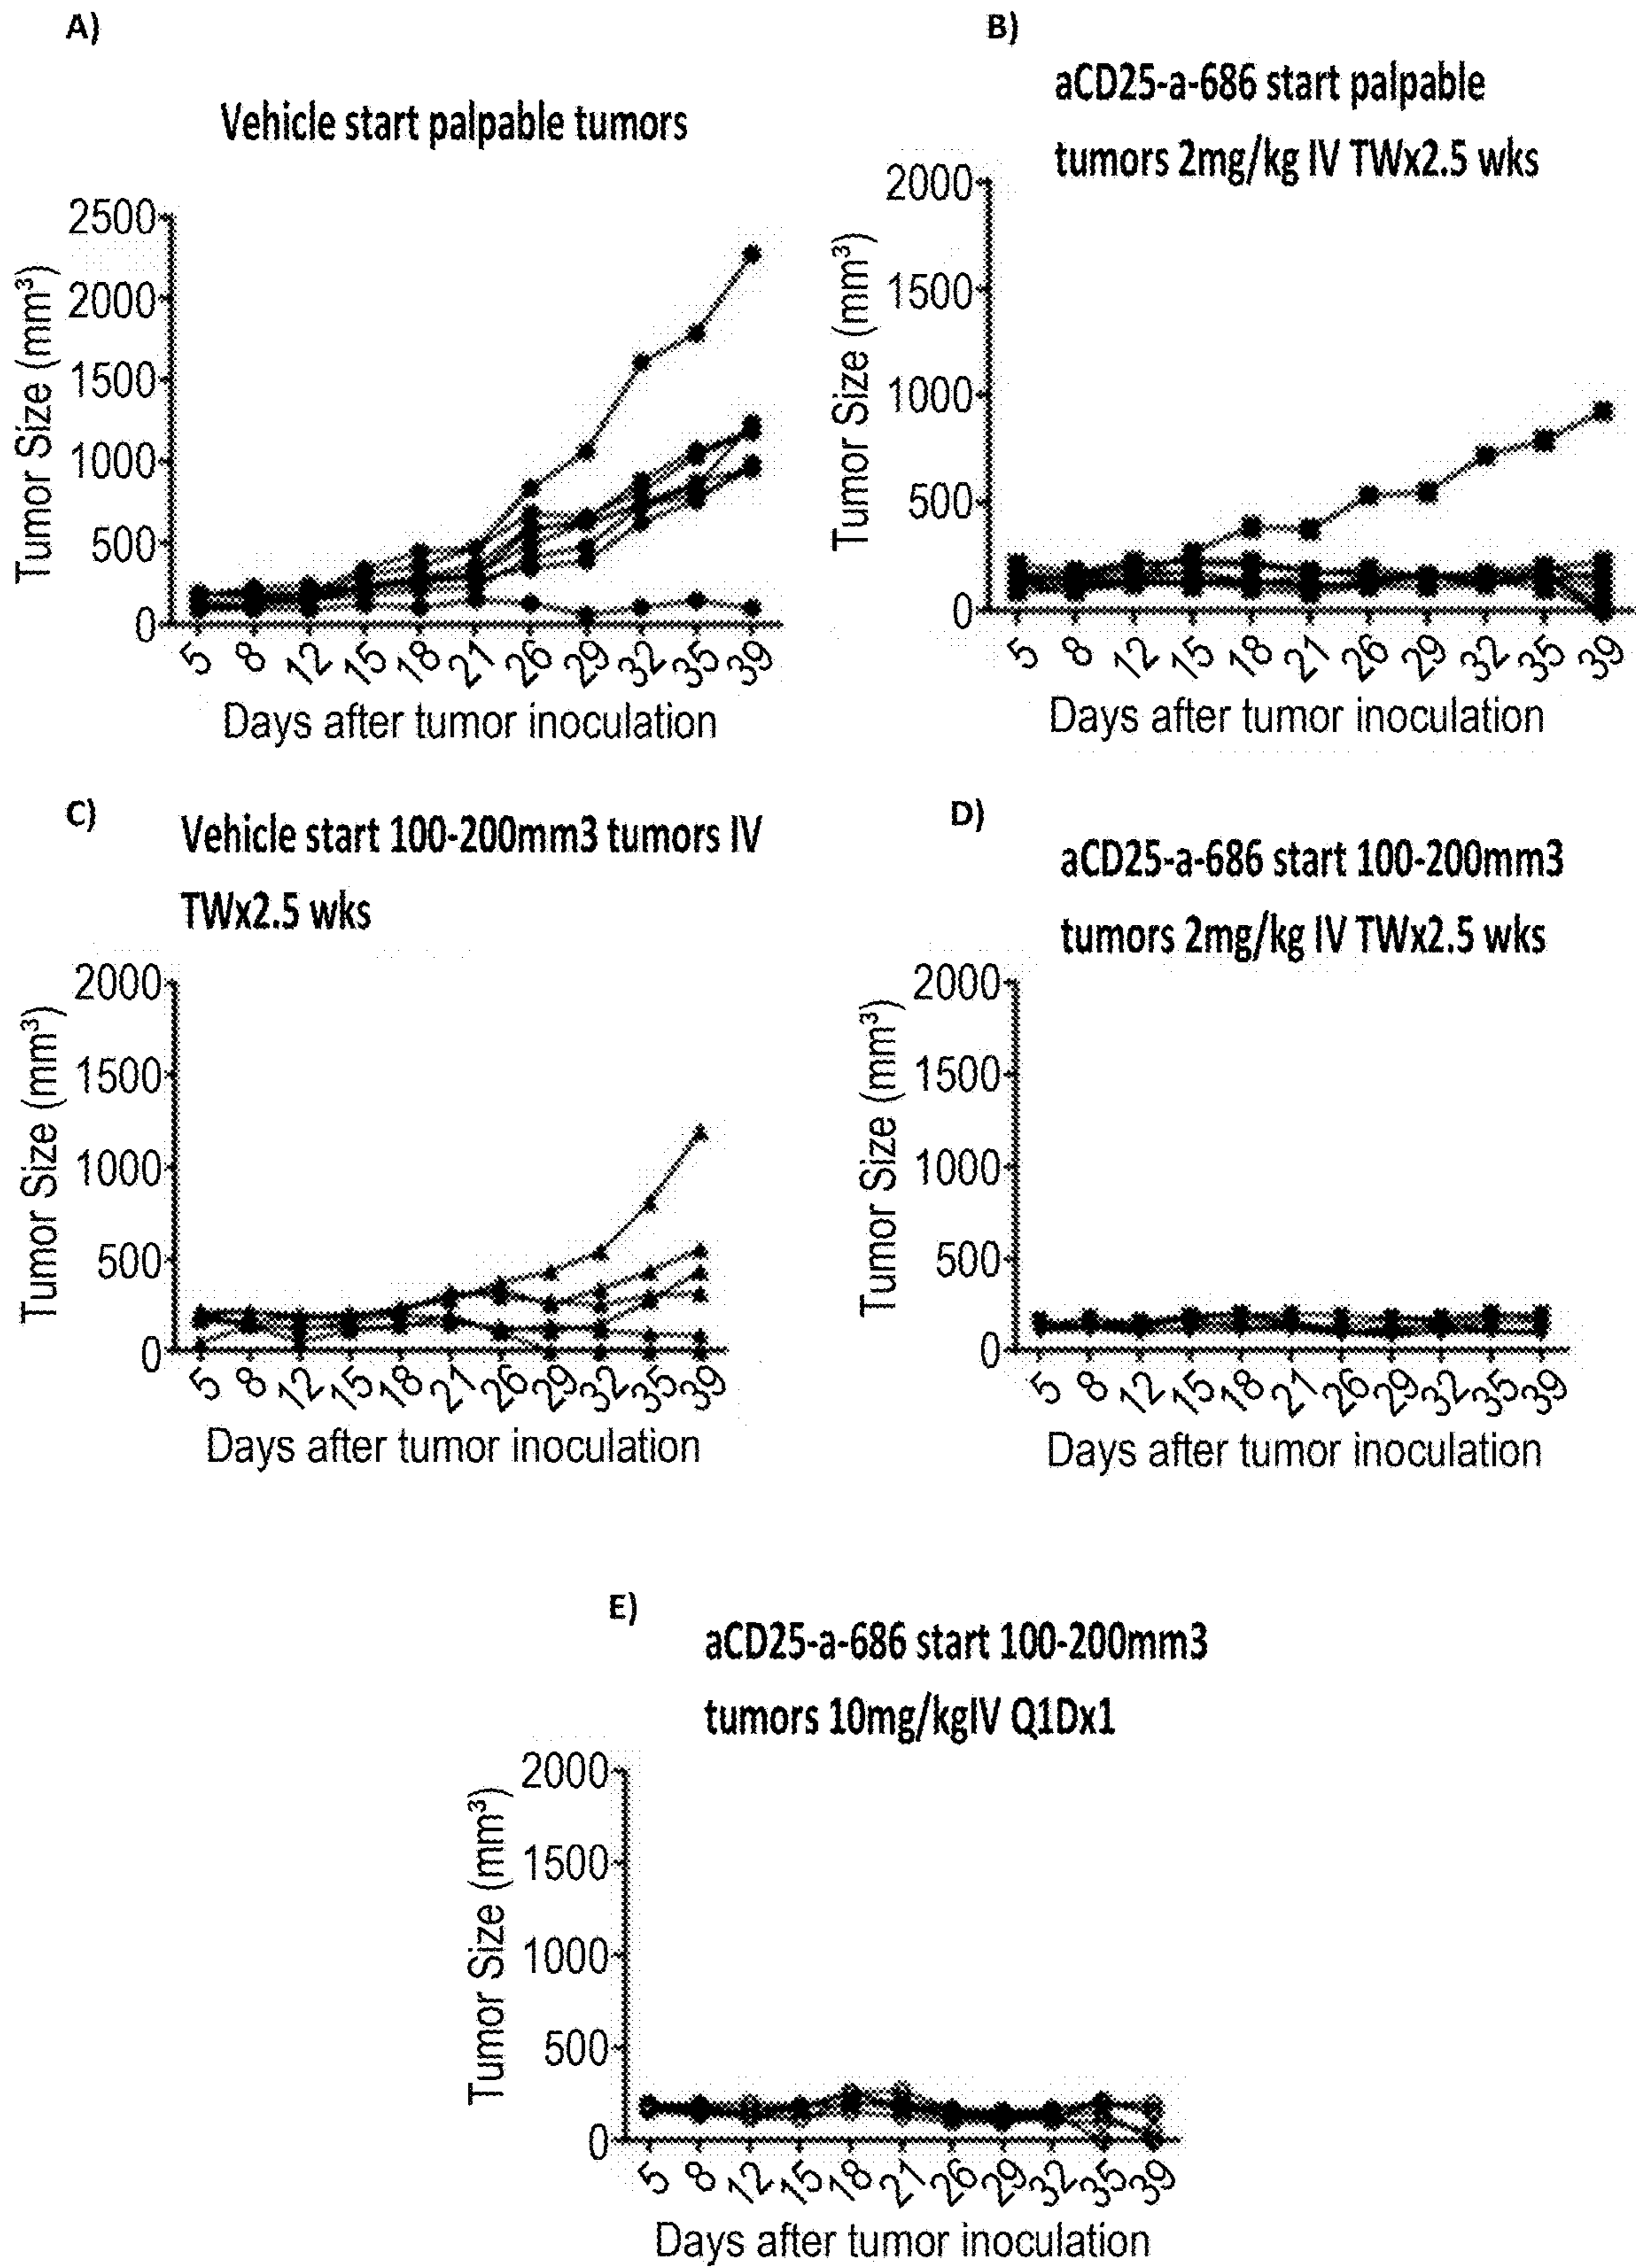 A)
Vehicle start palpable tumors
2500
2000
1500
1000
500
0
Tumor Size (mm³)
5 8 12 15 18 21 26 29 32 35 39
Days after tumor inoculation
B)
aCD25-a-686 start palpable
tumors 2mg/kg IV TWx2.5 wks
2000
1500
1000
500
0
Tumor Size (mm³)
5 8 12 15 18 21 26 29 32 35 39
Days after tumor inoculation
C)
Vehicle start 100-200mm3 tumors IV
TWx2.5 wks
2000
1500
1000
500
0
Tumor Size (mm³)
5 8 12 15 18 21 26 29 32 35 39
Days after tumor inoculation
D)
aCD25-a-686 start 100-200mm3
tumors 2mg/kg IV TWx2.5 wks
2000
1500
1000
500
0
Tumor Size (mm³)
5 8 12 15 18 21 26 29 32 35 39
Days after tumor inoculation
E)
aCD25-a-686 start 100-200mm3
tumors 10mg/kgIV Q1Dx1
2000
1500
1000
500
0
Tumor Size (mm³)
5 8 12 15 18 21 26 29 32 35 39
Days after tumor inoculation